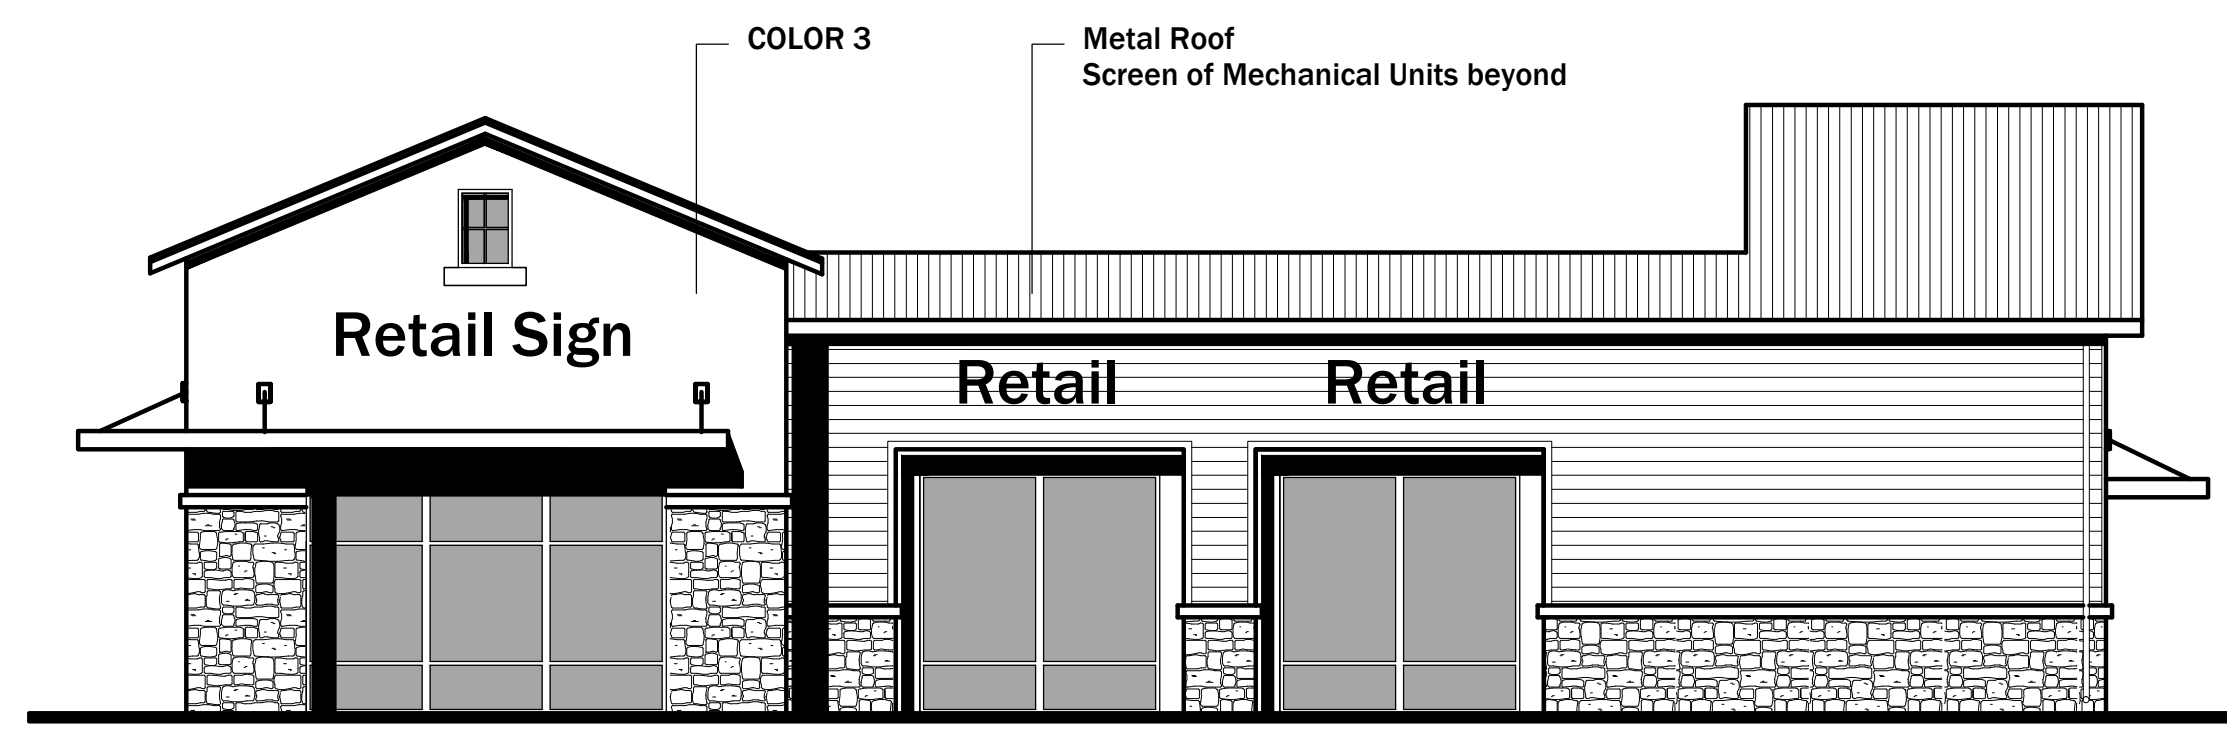 COLOR 3
Metal Roof
Screen of Mechanical Units beyond
Retail Sign
Retail
Retail